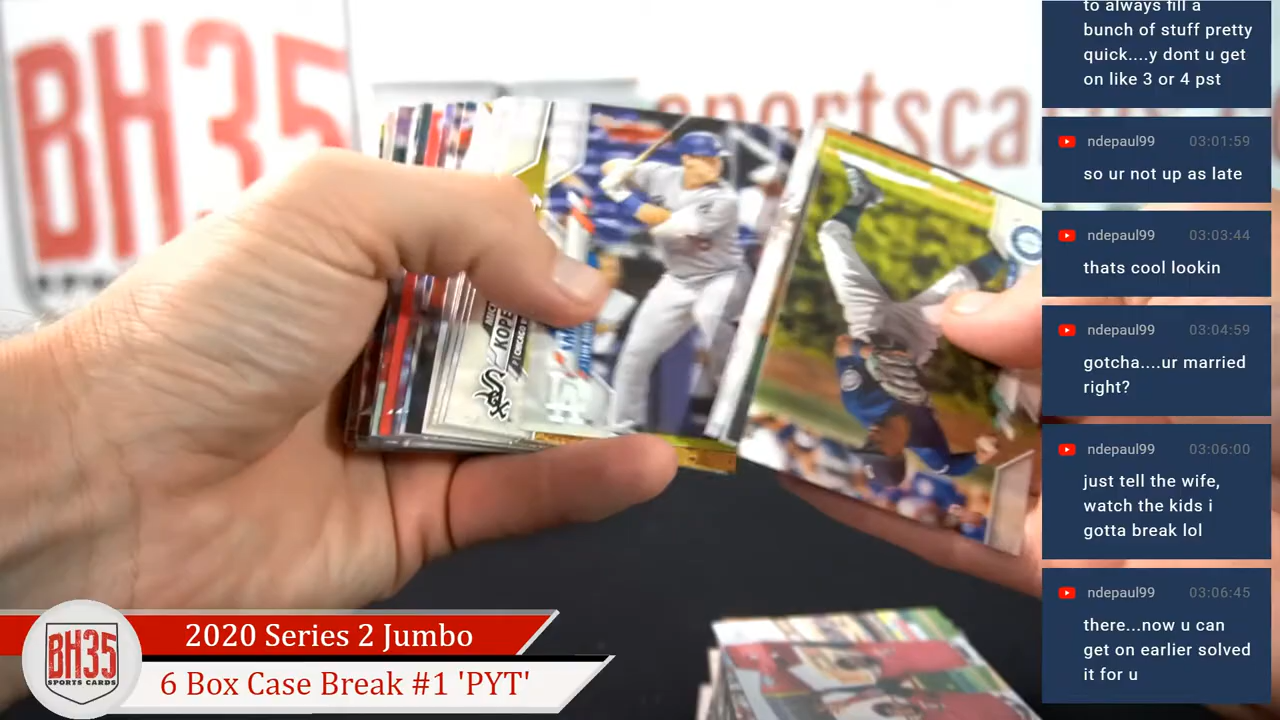 BH35
sportsca
to always fill a
bunch of stuff pretty
quick....y dont u get
on like 3 or 4 pst
ndepaul99 03:01:59
so ur not up as late
ndepaul99 03:03:44
thats cool lookin
ndepaul99 03:04:59
gotcha....ur married
right?
ndepaul99 03:06:00
just tell the wife,
watch the kids i
gotta break lol
ndepaul99 03:06:45
there...now u can
get on earlier solved
it for u
KOPE
CHICAGO
Sox
BH35
SPORTS CARDS
2020 Series 2 Jumbo
6 Box Case Break #1 'PYT'